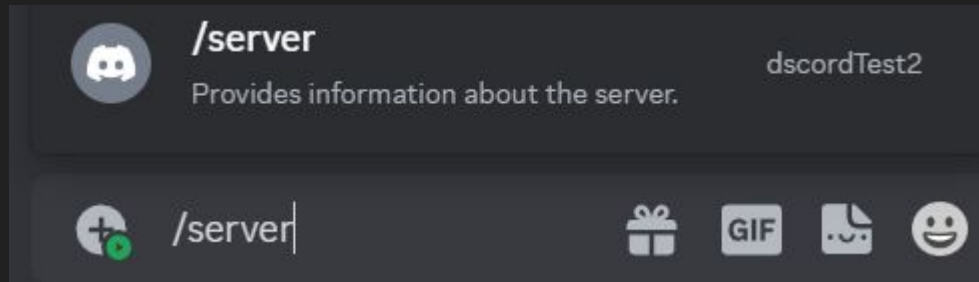 /server
dscordTest2
Provides information about the server.
/server
GIF